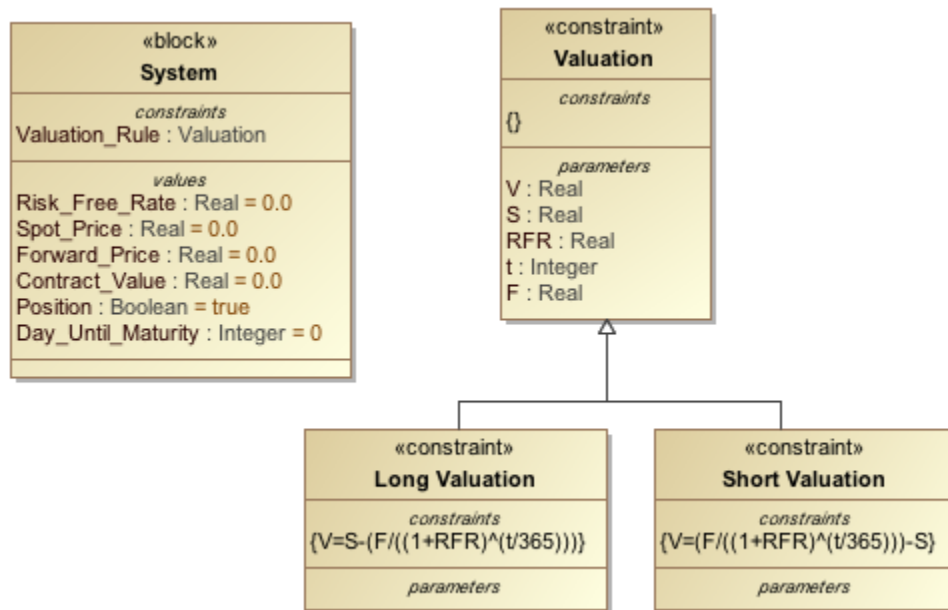 «block»
System
constraints
Valuation_Rule : Valuation
values
Risk_Free_Rate : Real = 0.0
Spot_Price : Real = 0.0
Forward_Price : Real = 0.0
Contract_Value : Real = 0.0
Position : Boolean = true
Day_Until_Maturity : Integer = 0
«constraint»
Valuation
constraints
{}
parameters
V : Real
S : Real
RFR : Real
t : Integer
F : Real
«constraint»
Long Valuation
constraints
{V=S-(F/((1+RFR)^(t/365)))}
parameters
«constraint»
Short Valuation
constraints
{V=(F/((1+RFR)^(t/365)))-S}
parameters